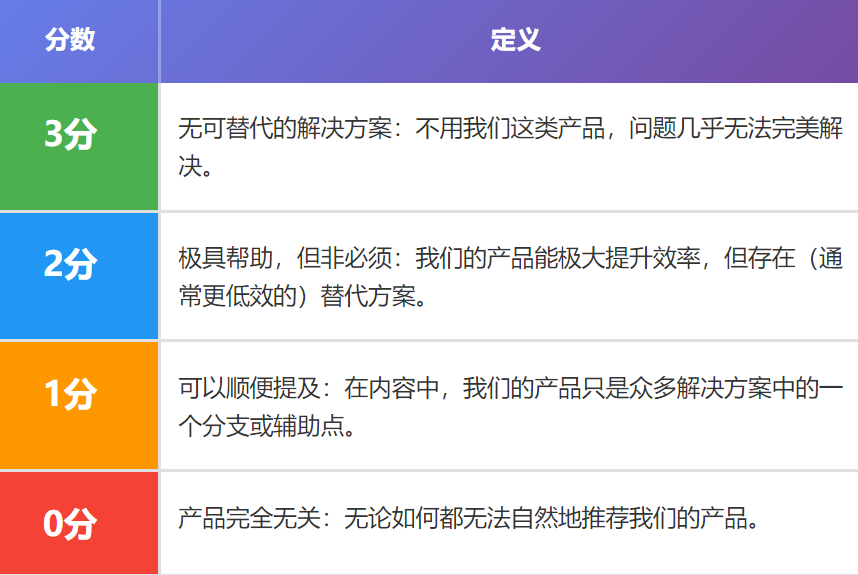 分数
定义
3分
无可替代的解决方案：不用我们这类产品，问题几乎无法完美解
决。
2分
极具帮助，但非必须：我们的产品能极大提升效率，但存在（通
常更低效的）替代方案。
1分
可以顺便提及：在内容中，我们的产品只是众多解决方案中的一
个分支或辅助点。
0分
产品完全无关：无论如何都无法自然地推荐我们的产品。